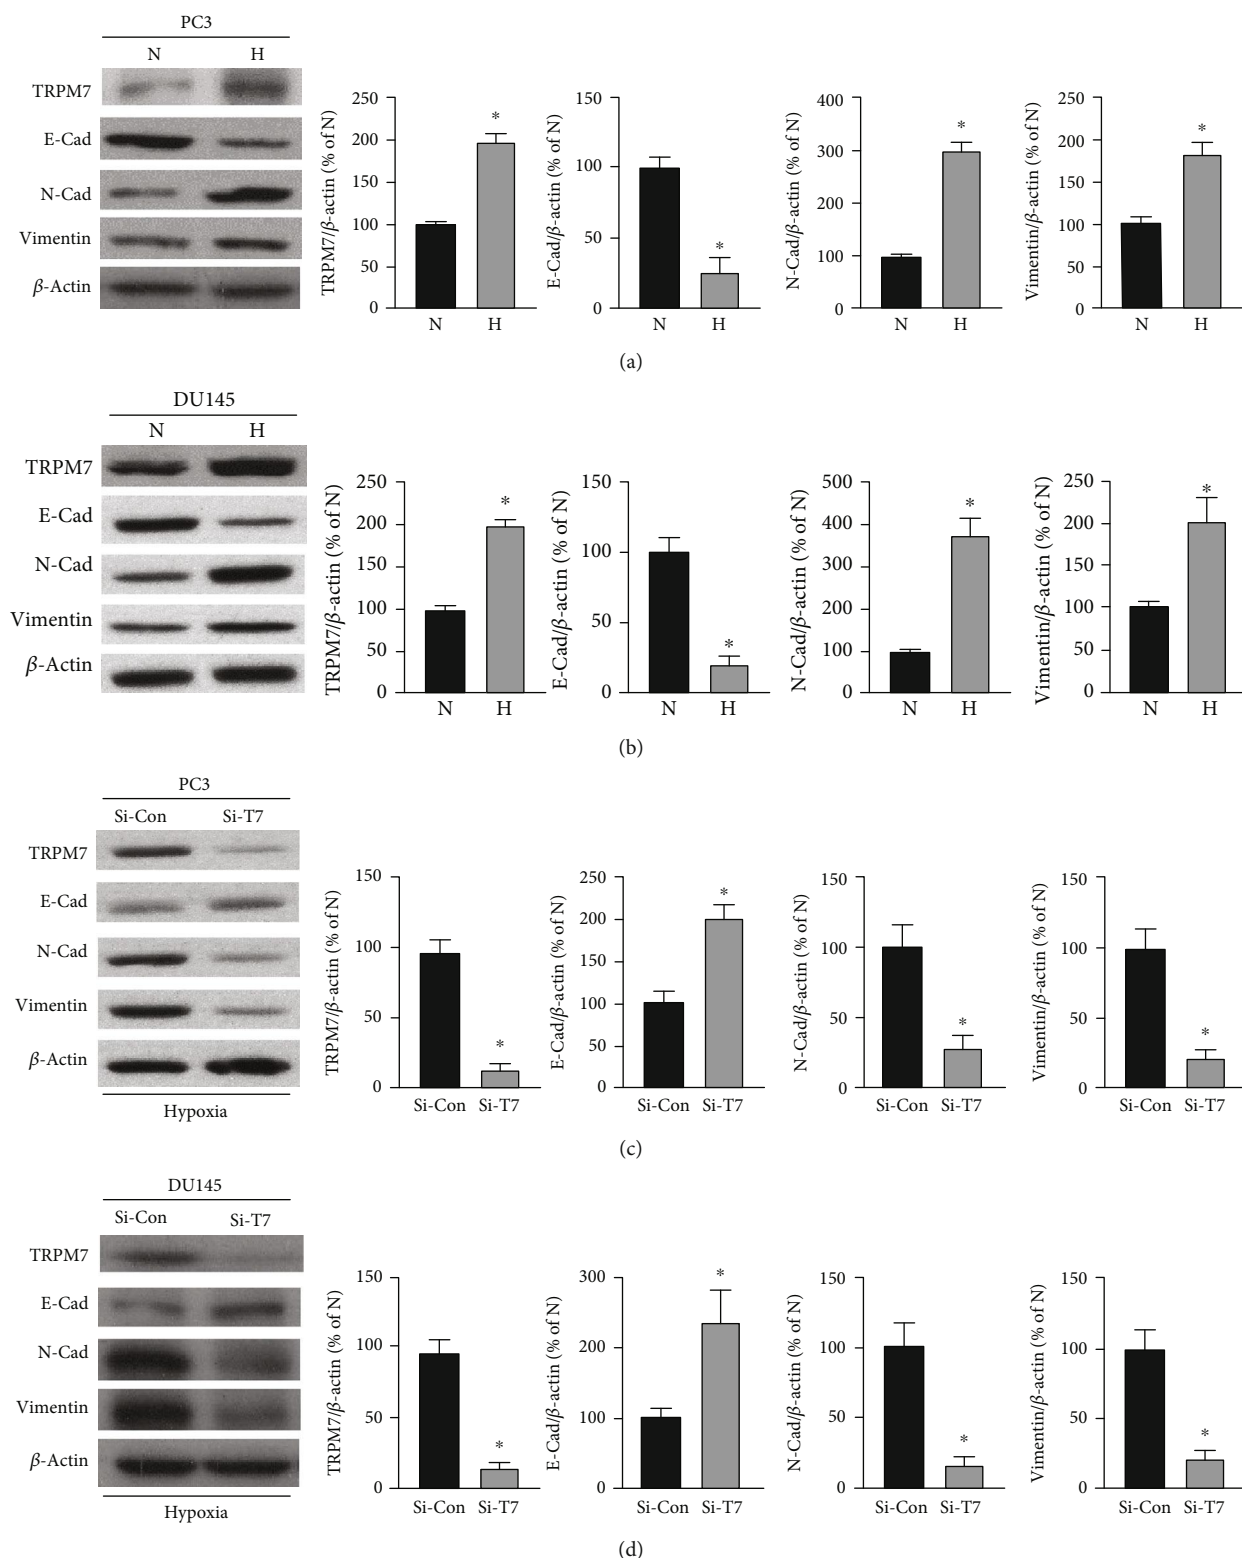 PC3
N H
TRPM7
E-Cad
N-Cad
Vimentin
β-Actin
TRPM7/β-actin (% of N)
250
200
150
100
50
0
N H
E-Cad/β-actin (% of N)
150
100
50
0
N H
N-Cad/β-actin (% of N)
400
300
200
100
0
N H
Vimentin/β-actin (% of N)
250
200
150
100
50
0
N H
*
*
*
*
(a)
DU145
N H
TRPM7
E-Cad
N-Cad
Vimentin
β-Actin
TRPM7/β-actin (% of N)
250
200
150
100
50
0
N H
E-Cad/β-actin (% of N)
150
100
50
0
N H
N-Cad/β-actin (% of N)
500
400
300
200
100
0
N H
Vimentin/β-actin (% of N)
250
200
150
100
50
0
N H
*
*
*
*
(b)
PC3
Si-Con Si-T7
TRPM7
E-Cad
N-Cad
Vimentin
β-Actin
Hypoxia
TRPM7/β-actin (% of N)
150
100
50
0
Si-Con Si-T7
E-Cad/β-actin (% of N)
250
200
150
100
50
0
Si-Con Si-T7
N-Cad/β-actin (% of N)
150
100
50
0
Si-Con Si-T7
Vimentin/β-actin (% of N)
150
100
50
0
Si-Con Si-T7
*
*
*
*
(c)
DU145
Si-Con Si-T7
TRPM7
E-Cad
N-Cad
Vimentin
β-Actin
Hypoxia
TRPM7/β-actin (% of N)
150
100
50
0
Si-Con Si-T7
E-Cad/β-actin (% of N)
300
200
100
0
Si-Con Si-T7
N-Cad/β-actin (% of N)
150
100
50
0
Si-Con Si-T7
Vimentin/β-actin (% of N)
150
100
50
0
Si-Con Si-T7
*
*
*
*
(d)